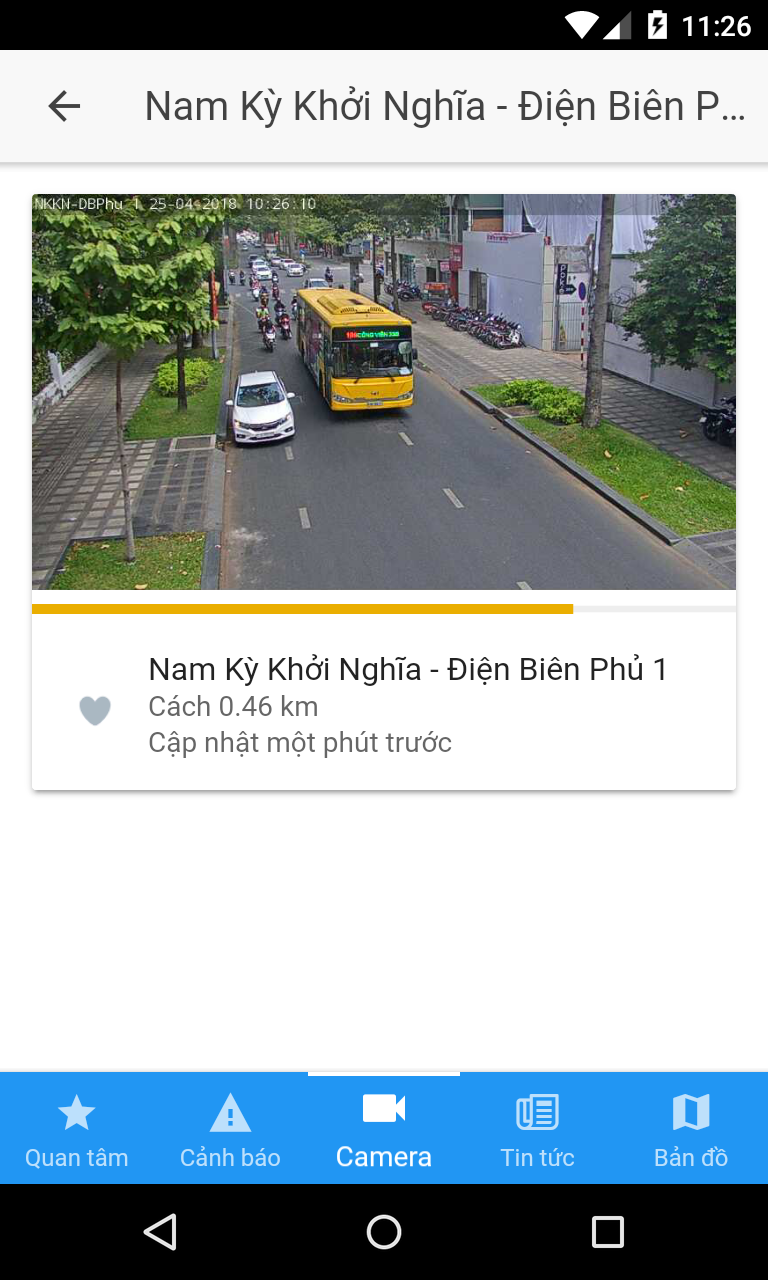 11:26
Nam Kỳ Khởi Nghĩa - Điện Biên P...
NKKN-DBPhu 1 25-04-2018 10:26:10
Nam Kỳ Khởi Nghĩa - Điện Biên Phủ 1
Cách 0.46 km
Cập nhật một phút trước
Quan tâm
Cảnh báo
Camera
Tin tức
Bản đồ